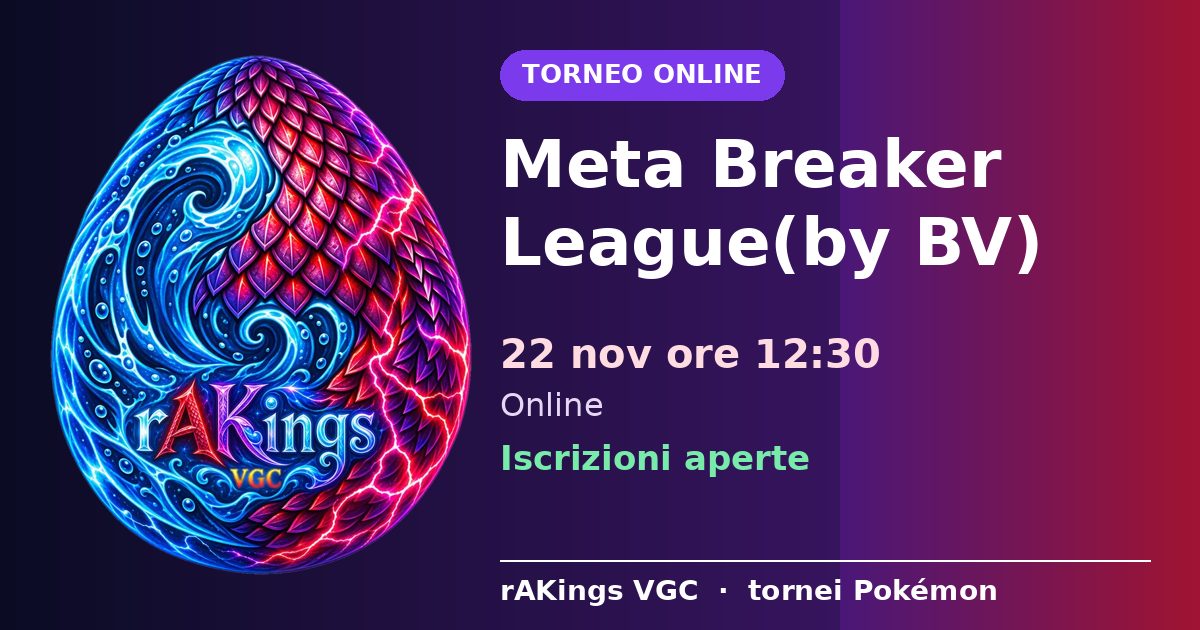 TORNEO ONLINE
Meta Breaker
League(by BV)
22 nov ore 12:30
Online
Iscrizioni aperte
rAKings
VGC
rAKings VGC · tornei Pokémon